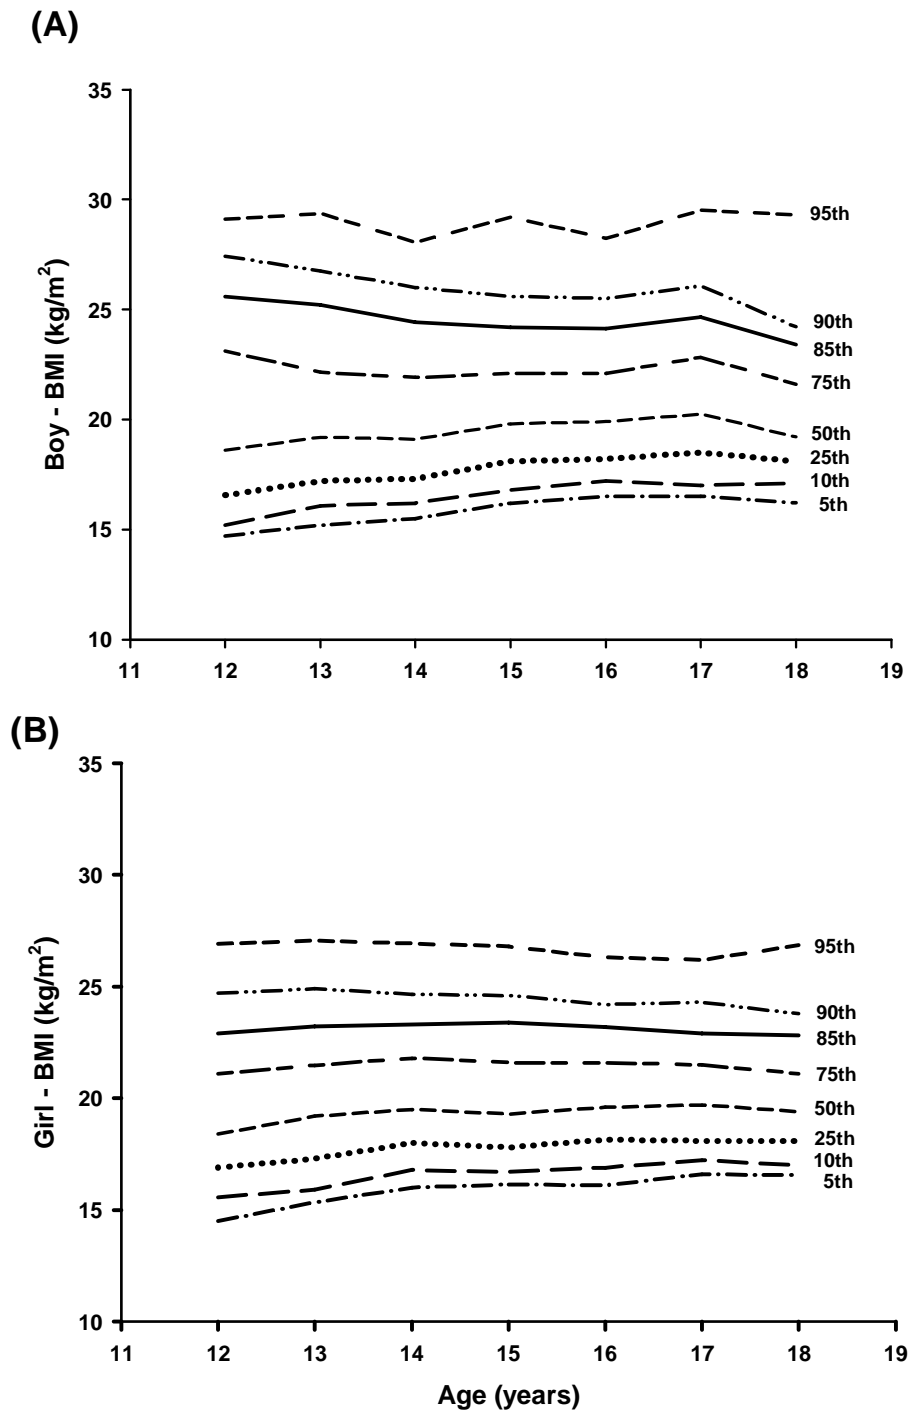 (A)
35
30
25
20
15
10
Boy - BMI (kg/m²)
95th
90th
85th
75th
50th
25th
10th
5th
11 12 13 14 15 16 17 18 19
(B)
35
30
25
20
15
10
Girl - BMI (kg/m²)
95th
90th
85th
75th
50th
25th
10th
5th
11 12 13 14 15 16 17 18 19
Age (years)